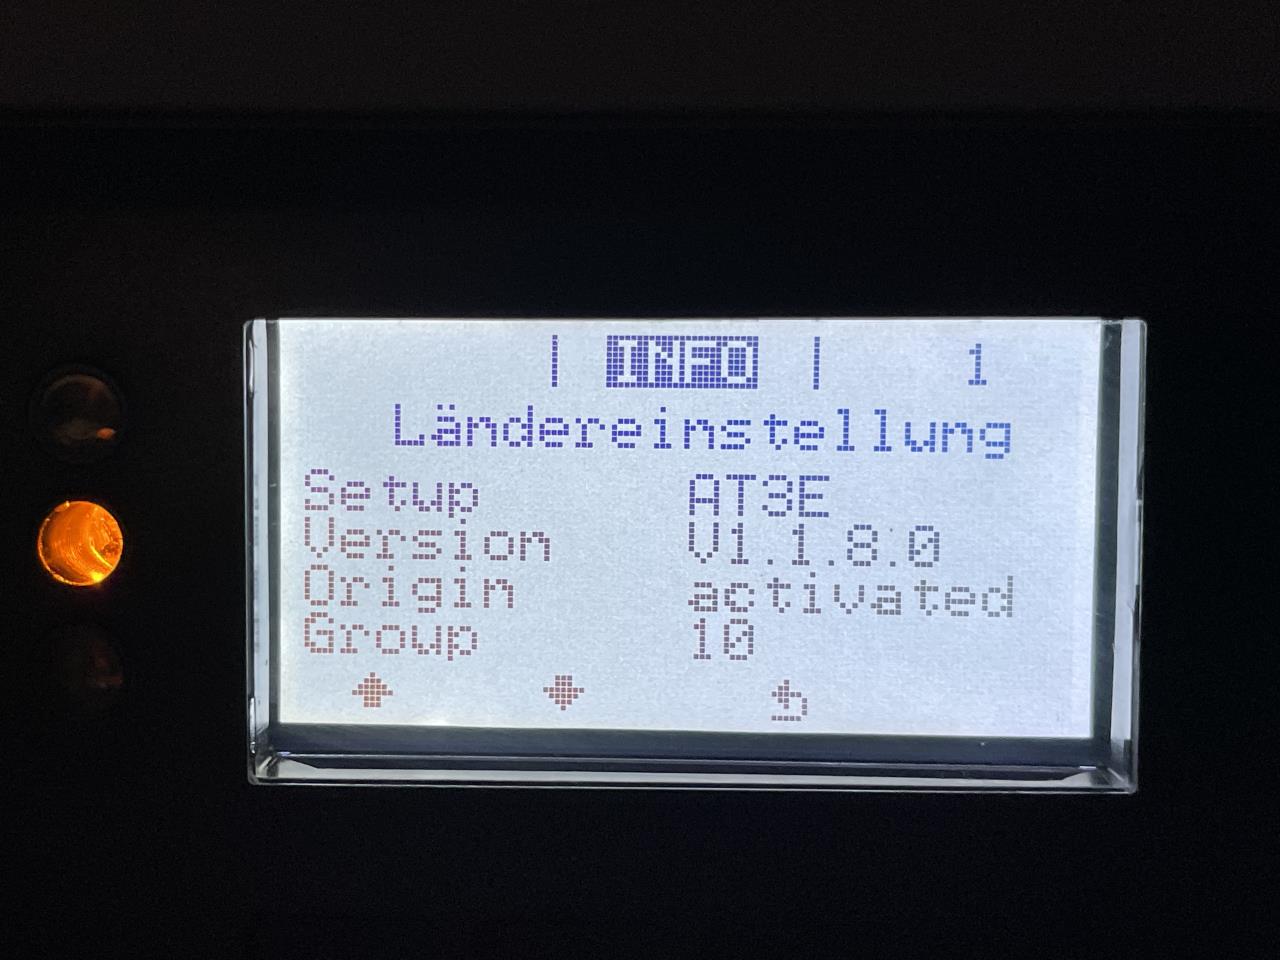 | INFO | 1
Ländereinstellung
Setup AT3E
Version V1.1.8.0
Origin activated
Group 10